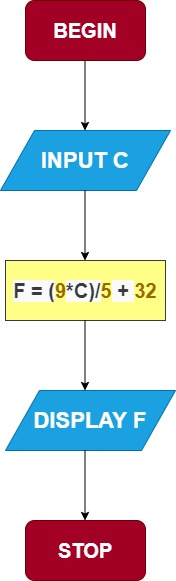 BEGIN
INPUT C
F = (9*C)/5 + 32
DISPLAY F
STOP